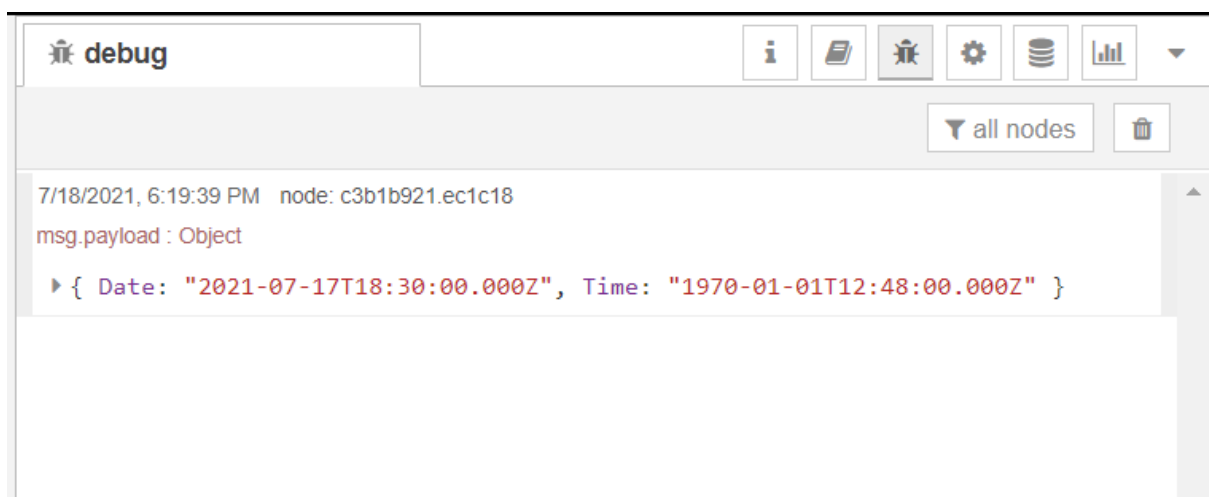 debug
all nodes
7/18/2021, 6:19:39 PM node: c3b1b921.ec1c18
msg.payload : Object
{ Date: "2021-07-17T18:30:00.000Z", Time: "1970-01-01T12:48:00.000Z" }